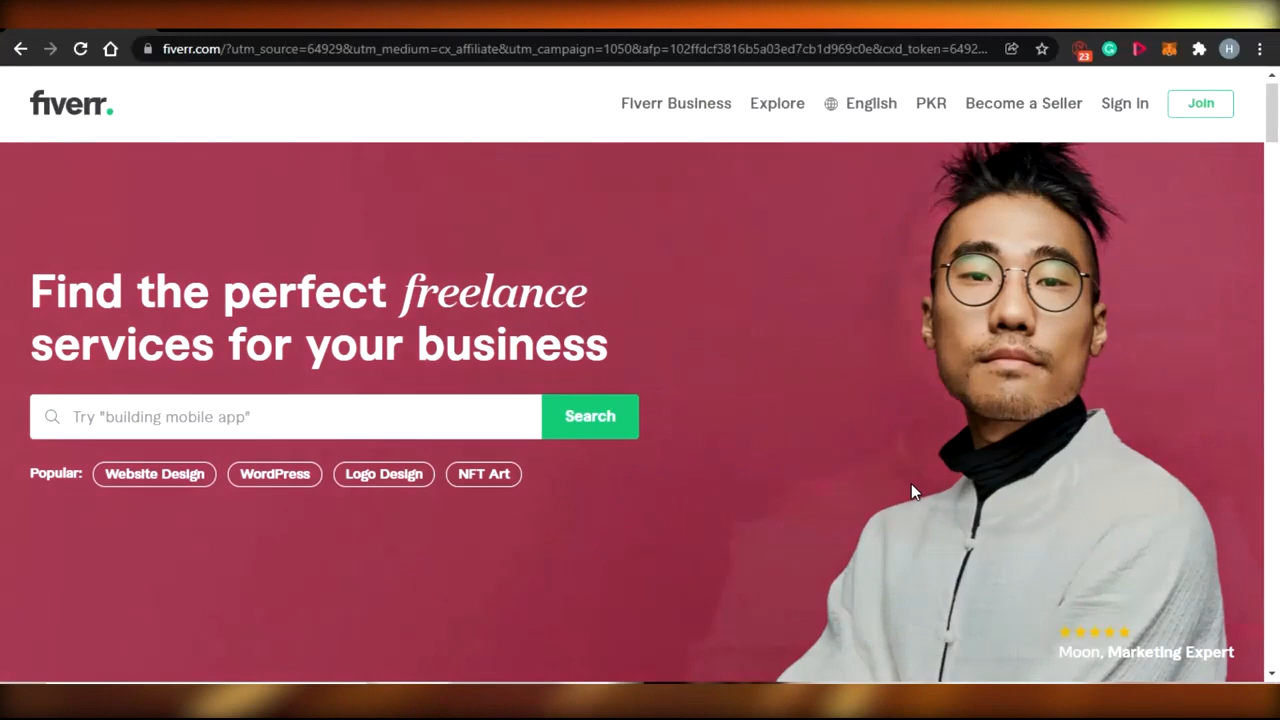 fiverr.com/?utm_source=64929&utm_medium=cx_affiliate&utm_campaign=1050&afp=102ffdcf3816b5a03ed7cb1d969c0e&cxd_token=6492...
23
H
fiverr.
Fiverr Business
Explore
English
PKR
Become a Seller
Sign In
Join
Find the perfect freelance
services for your business
Try "building mobile app"
Search
Popular:
Website Design
WordPress
Logo Design
NFT Art
Moon, Marketing Expert